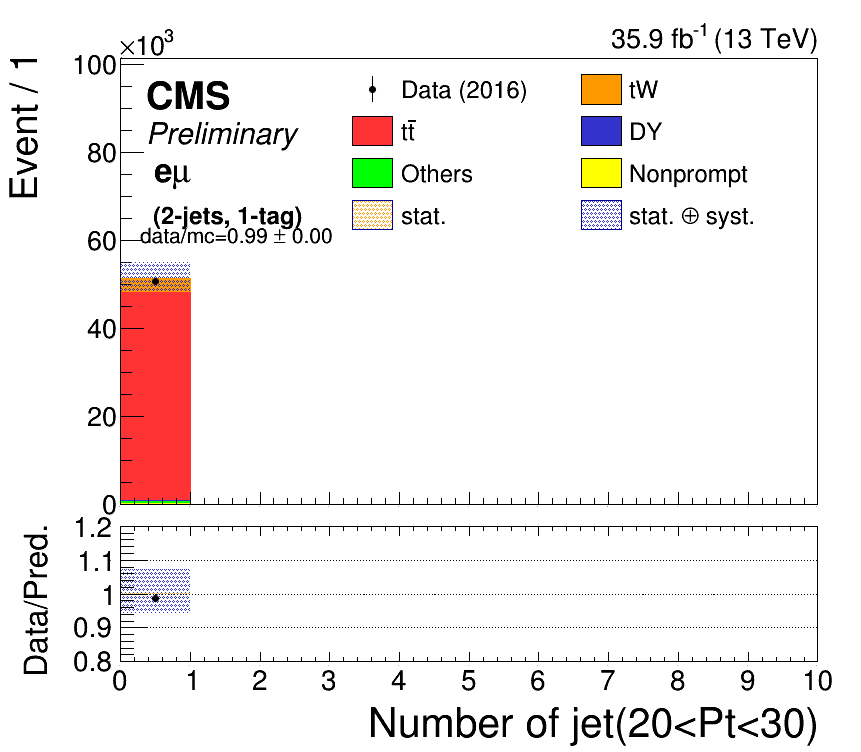 ×10³
35.9 fb⁻¹ (13 TeV)
Event / 1
100
80
60
40
20
0
CMS
Preliminary
eμ
(2-jets, 1-tag)
data/mc=0.99 ± 0.00
Data (2016)
tW
tt̄
DY
Others
Nonprompt
stat.
stat. ⊕ syst.
Data/Pred.
1.2
1.1
1
0.9
0.8
0 1 2 3 4 5 6 7 8 9 10
Number of jet(20<Pt<30)